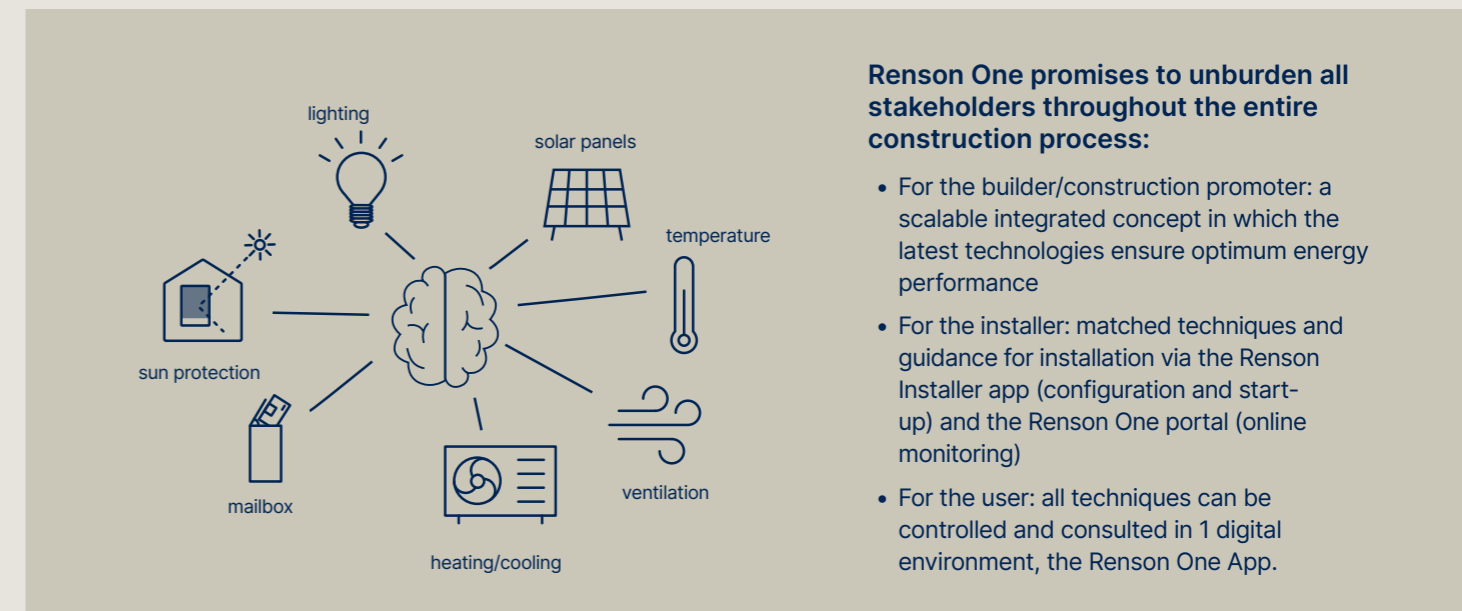 lighting
solar panels
temperature
sun protection
mailbox
ventilation
heating/cooling
Renson One promises to unburden all
stakeholders throughout the entire
construction process:
• For the builder/construction promoter: a
scalable integrated concept in which the
latest technologies ensure optimum energy
performance
• For the installer: matched techniques and
guidance for installation via the Renson
Installer app (configuration and start-
up) and the Renson One portal (online
monitoring)
• For the user: all techniques can be
controlled and consulted in 1 digital
environment, the Renson One App.